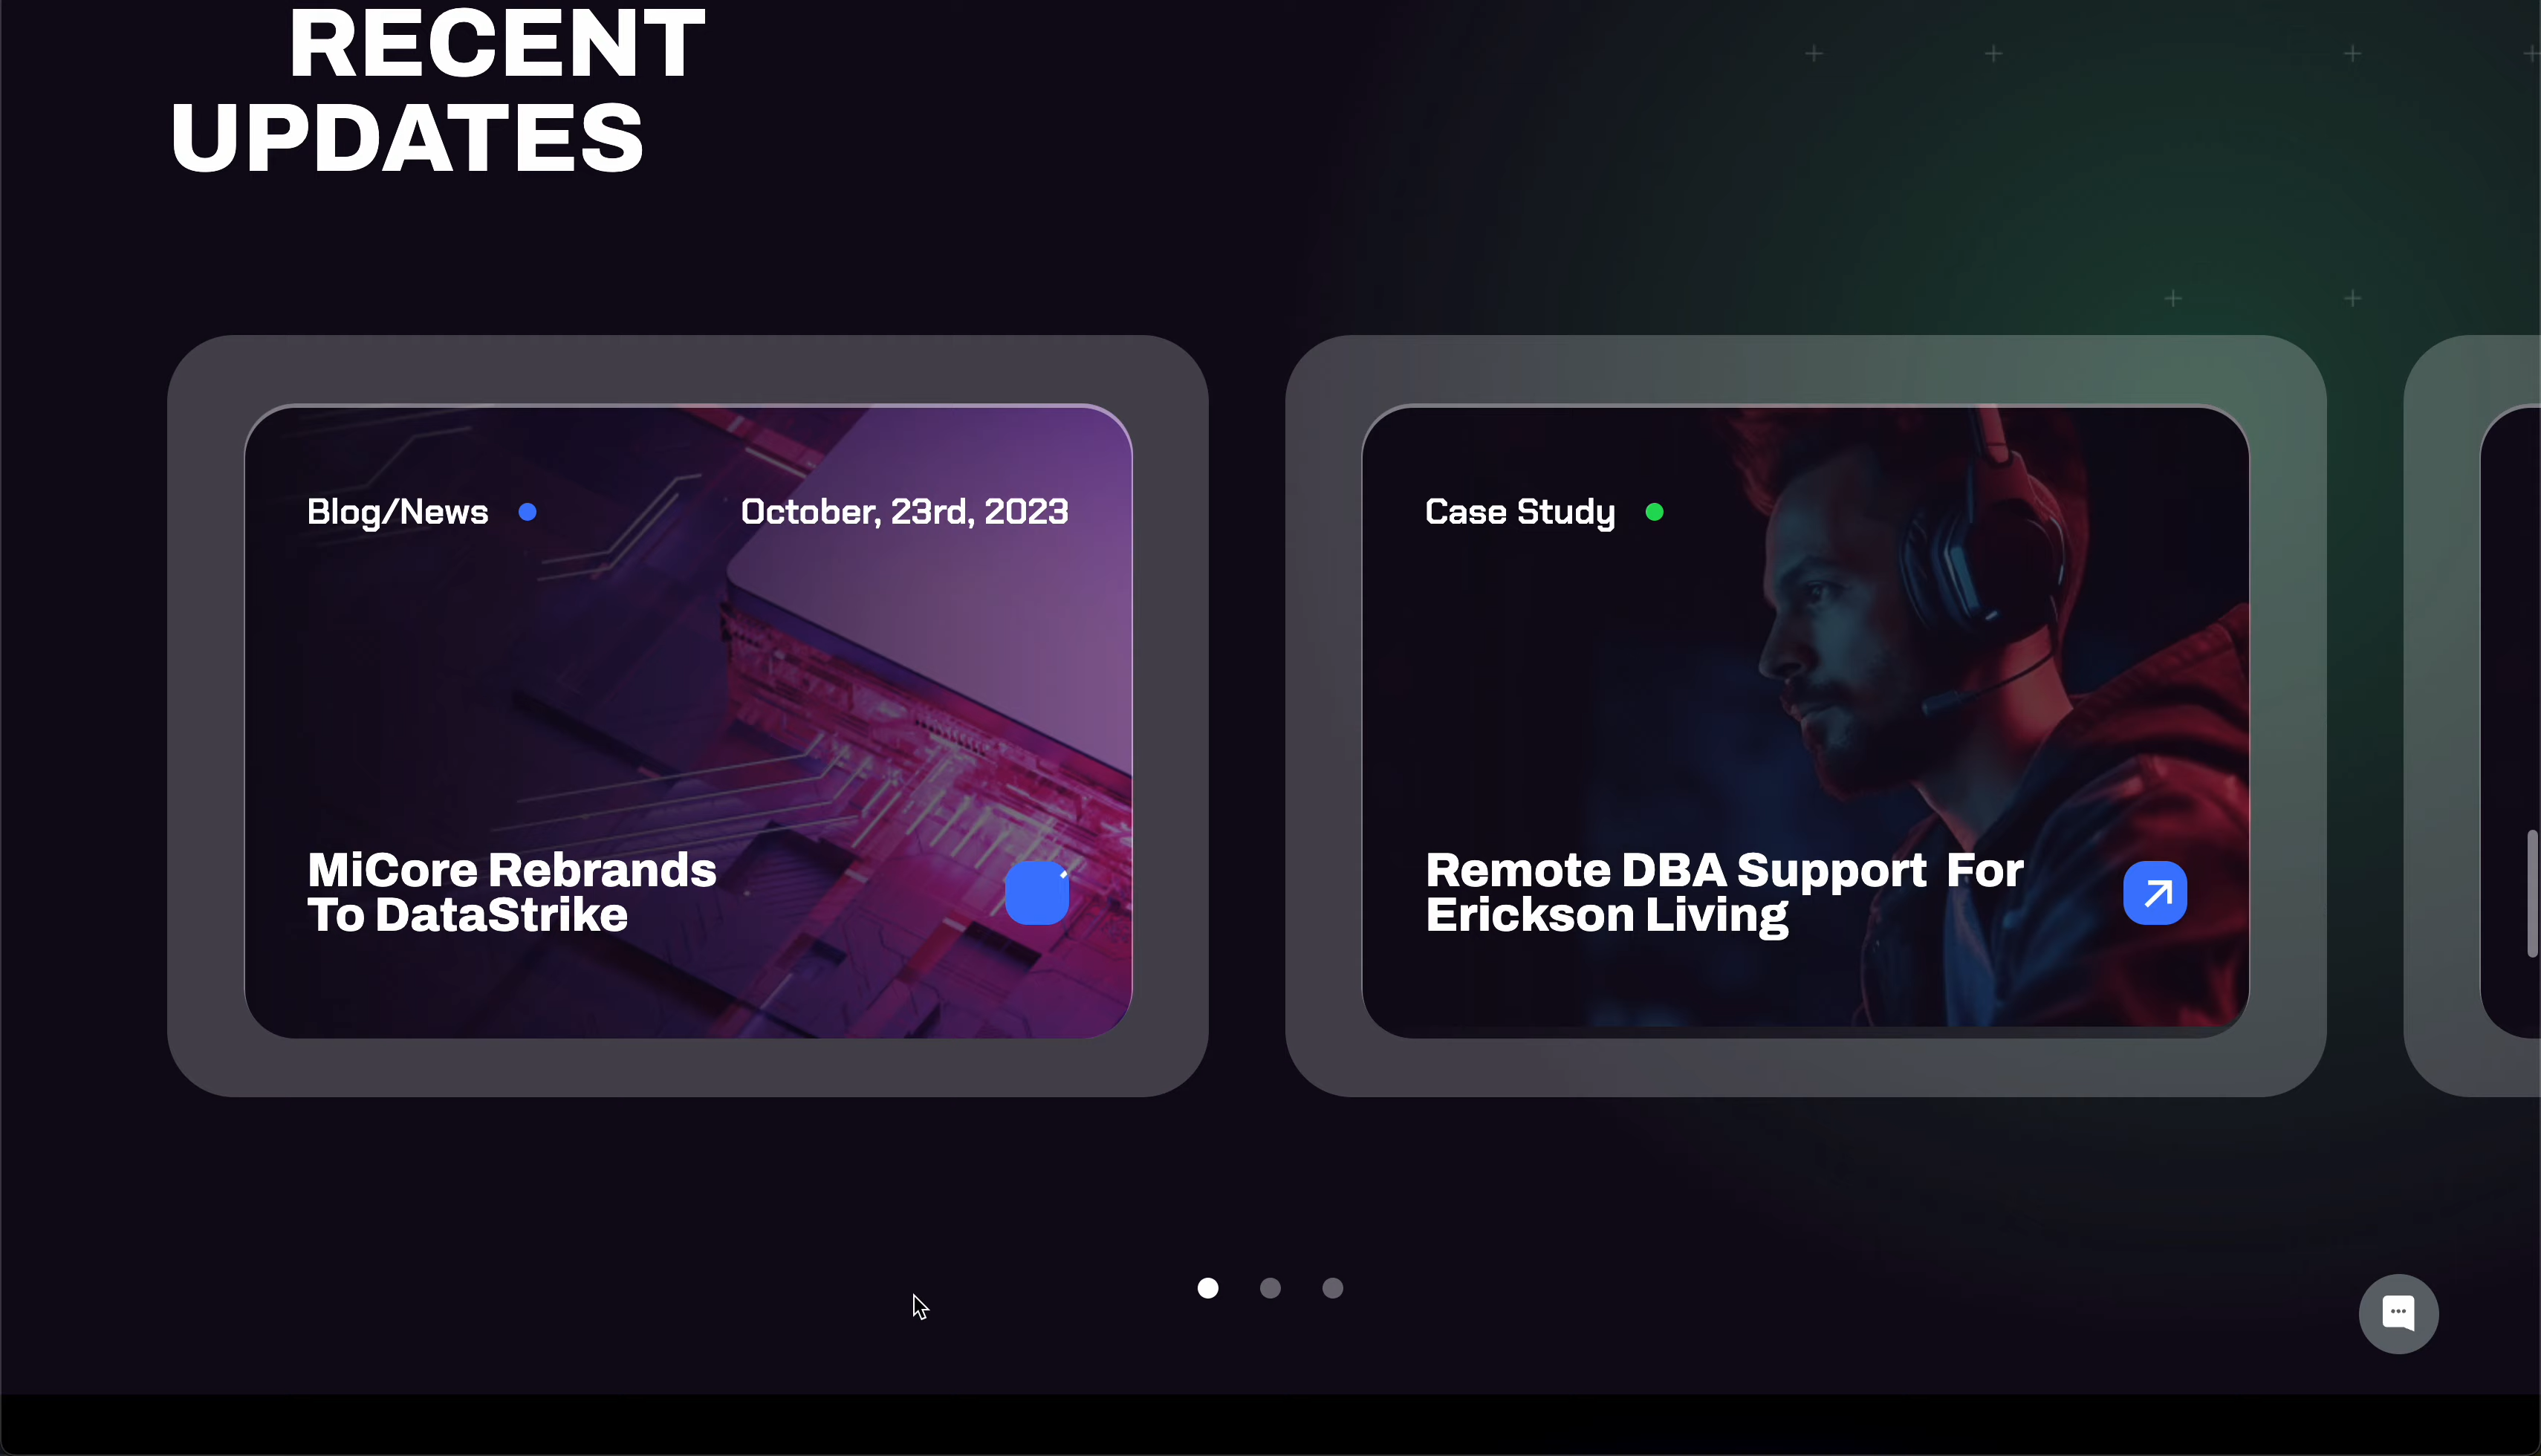 RECENT
UPDATES
Blog/News
October, 23rd, 2023
MiCore Rebrands
To DataStrike
Case Study
Remote DBA Support For
Erickson Living